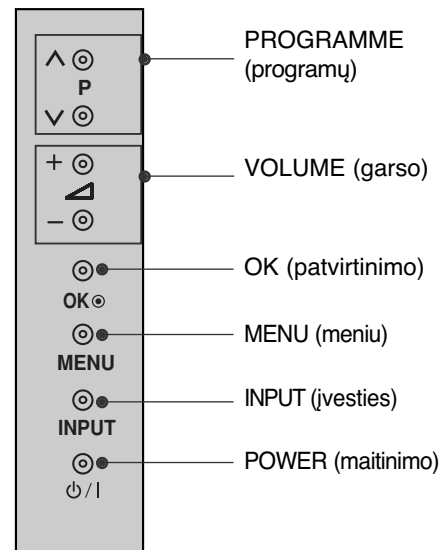 PROGRAMME
(programų)
P
+
VOLUME (garso)
–
OK (patvirtinimo)
OK
MENU (meniu)
MENU
INPUT (įvesties)
INPUT
POWER (maitinimo)
⏻/I